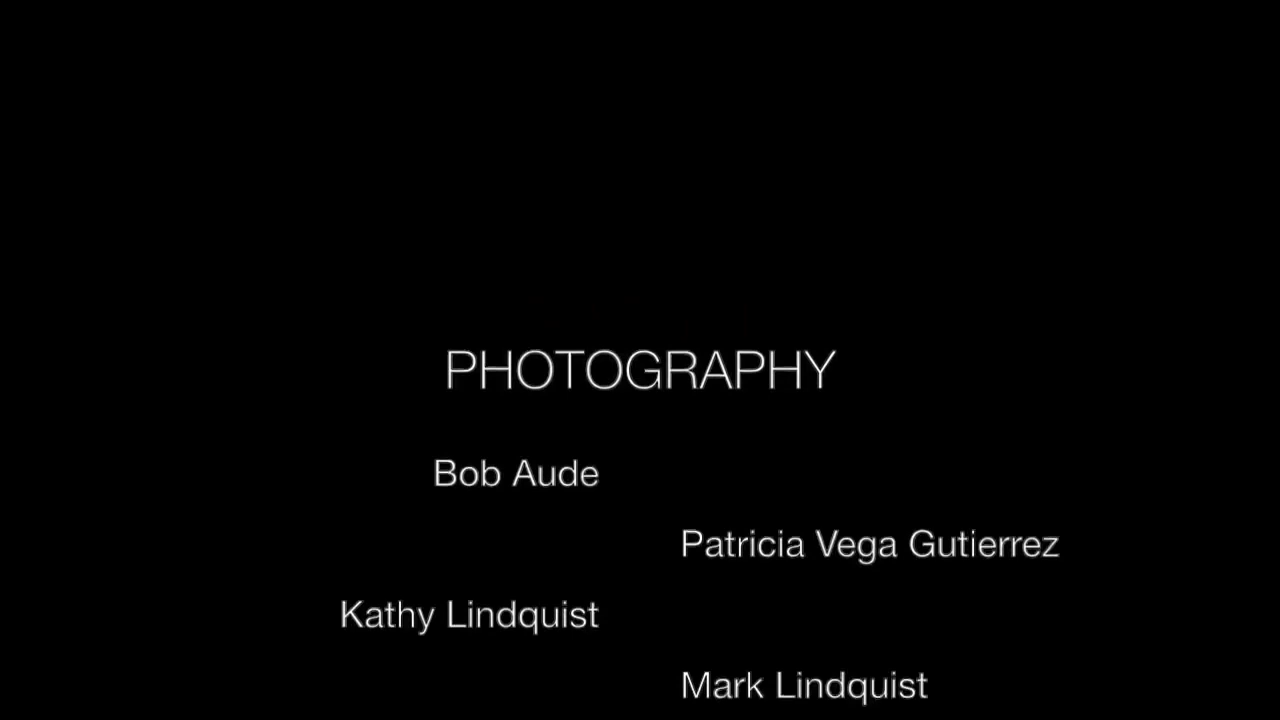 PHOTOGRAPHY
Bob Aude
Patricia Vega Gutierrez
Kathy Lindquist
Mark Lindquist